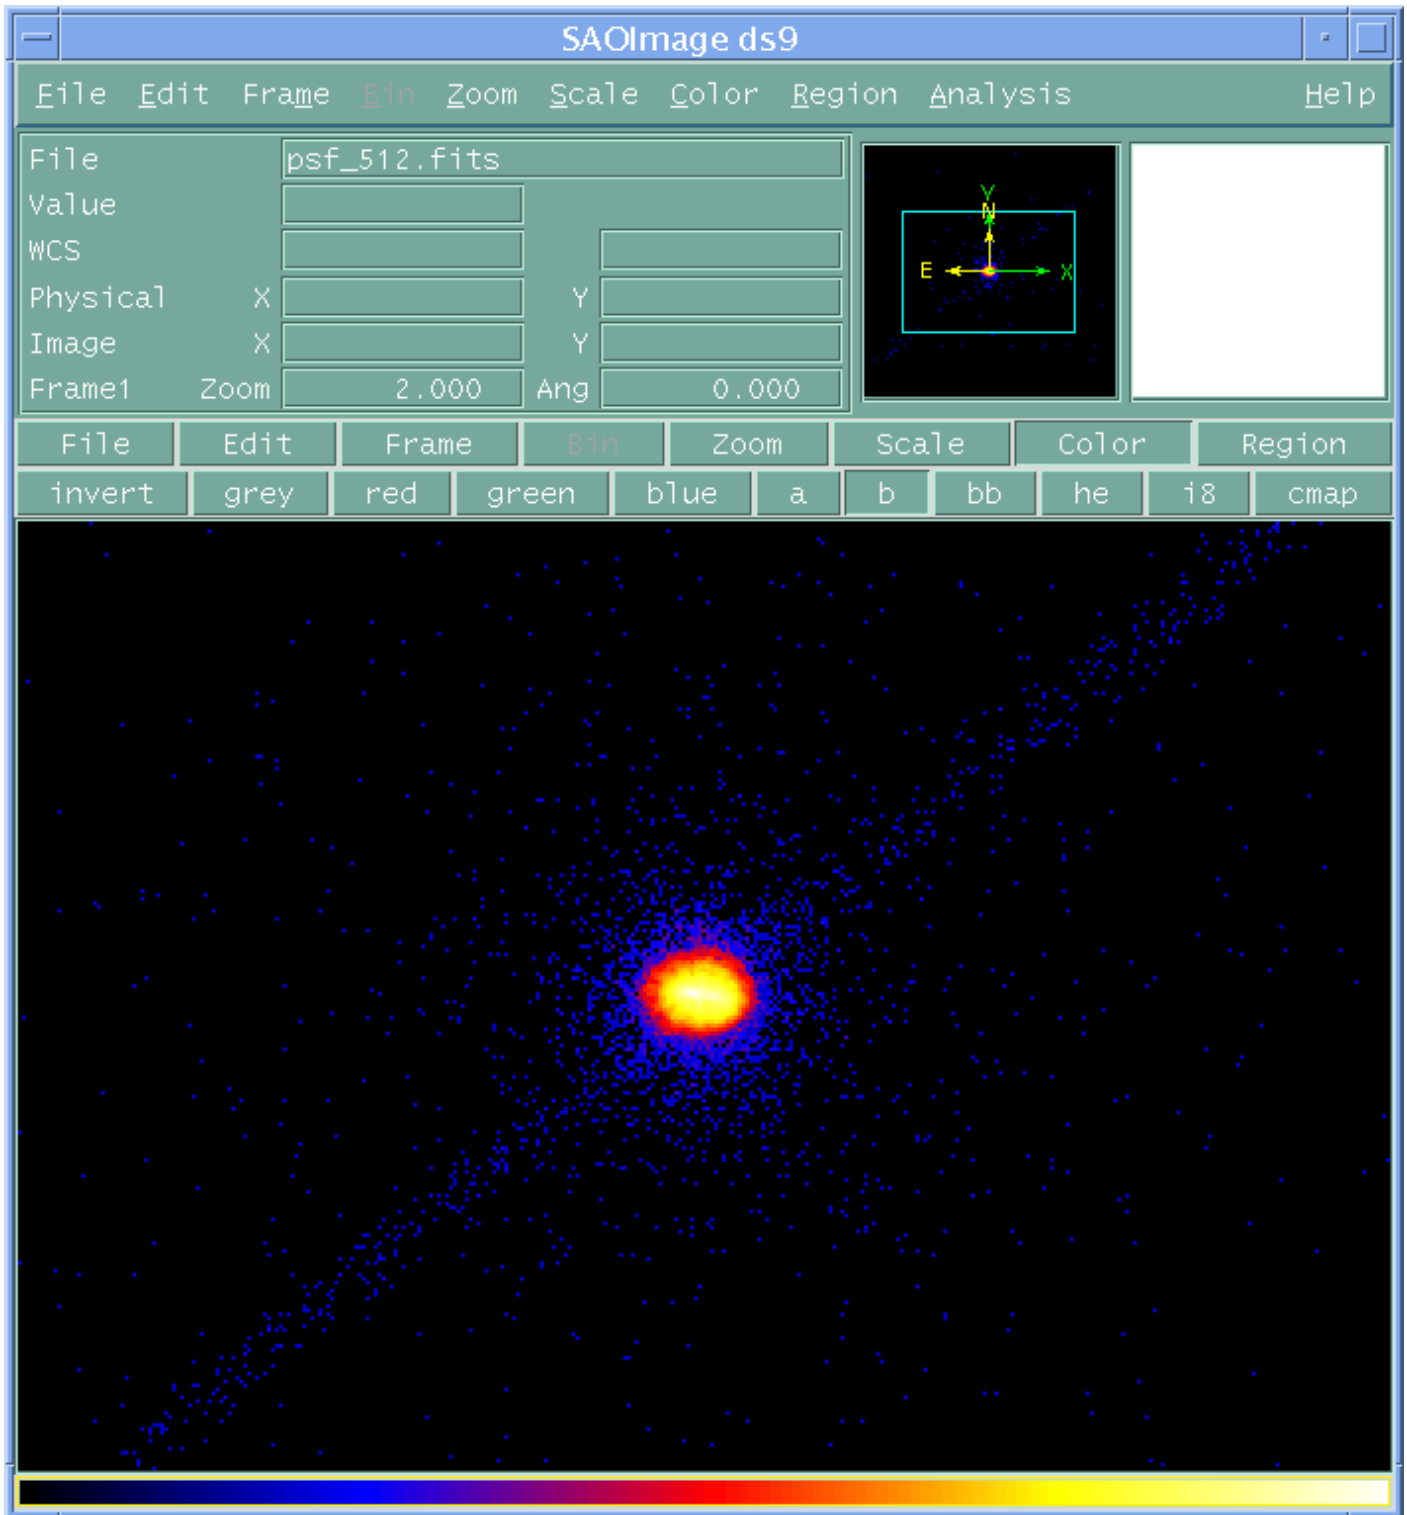 SAOImage ds9
File Edit Frame Bin Zoom Scale Color Region Analysis Help
File psf_512.fits
Value
WCS
Physical X Y
Image X Y
Frame1 Zoom 2.000 Ang 0.000
Y
N
E X
File Edit Frame Bin Zoom Scale Color Region
invert grey red green blue a b bb he i8 cmap